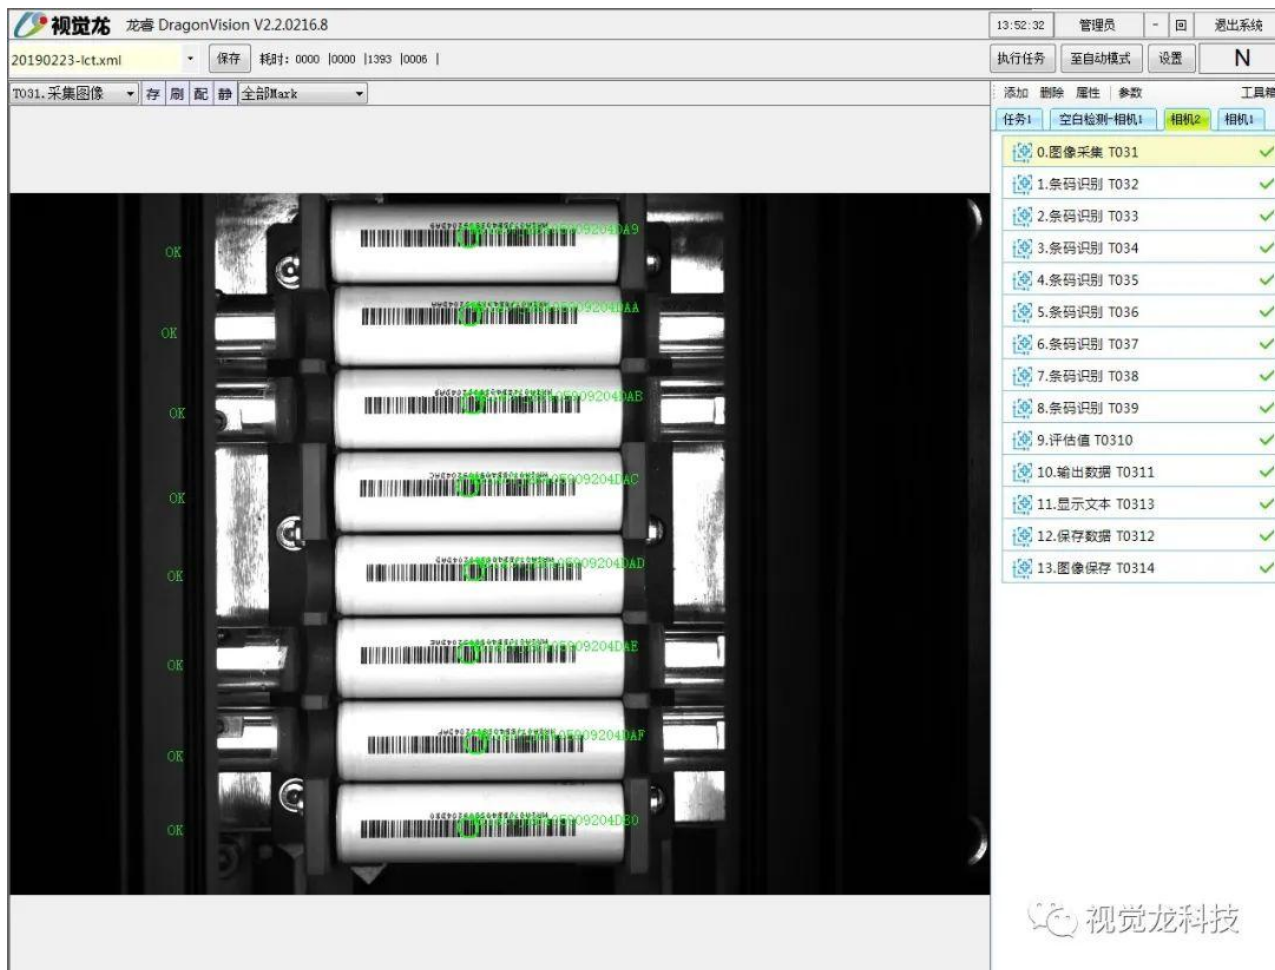 视觉龙 龙睿 DragonVision V2.2.0216.8 13:52:32 管理员 - 回 退出系统
20190223-lct.xml 保存 耗时: 0000 |0000 |1393 |0006 | 执行任务 至自动模式 设置 N
T031.采集图像 存 刷 配 静 全部Mark 添加 删除 属性 参数 工具箱
任务1 空白检测-相机1 相机2 相机1
0.图像采集 T031
1.条码识别 T032
2.条码识别 T033
3.条码识别 T034
4.条码识别 T035
5.条码识别 T036
6.条码识别 T037
7.条码识别 T038
8.条码识别 T039
9.评估值 T0310
10.输出数据 T0311
11.显示文本 T0313
12.保存数据 T0312
13.图像保存 T0314
OK
OK
OK
OK
OK
OK
OK
OK
视觉龙科技